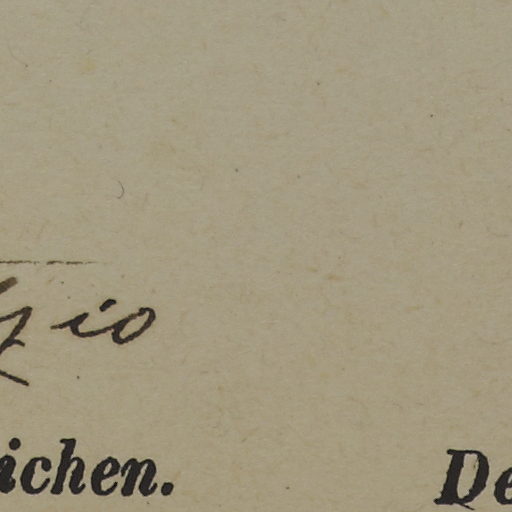 io
ichen. De